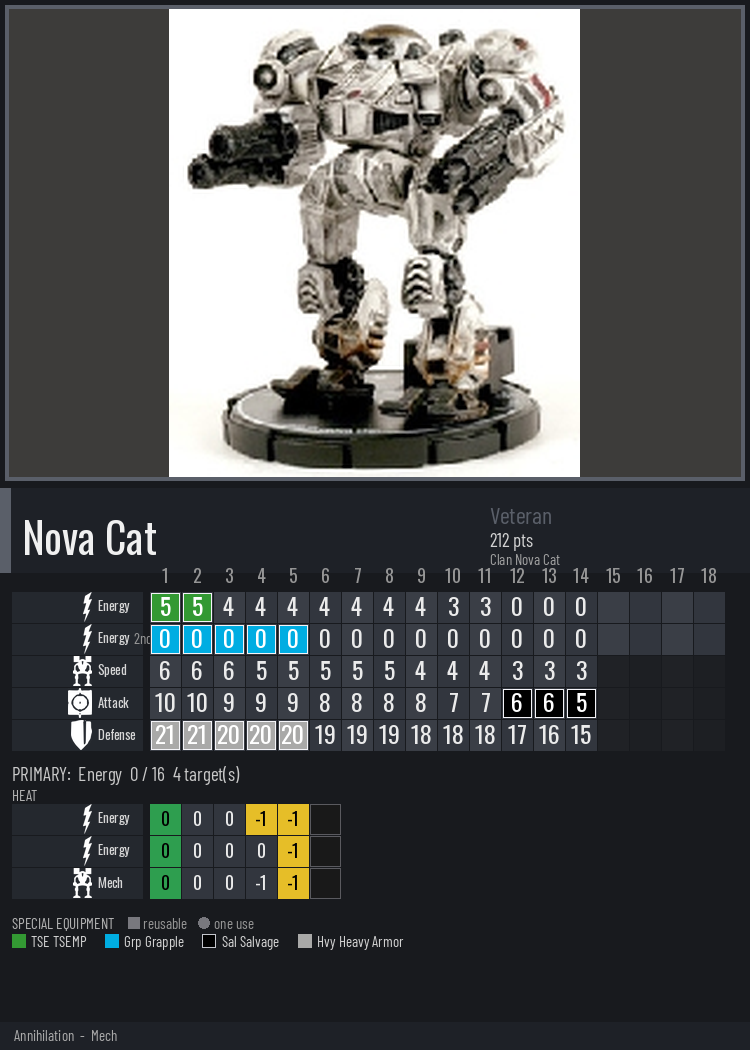 Nova Cat
Veteran
212 pts
Clan Nova Cat
1 2 3 4 5 6 7 8 9 10 11 12 13 14 15 16 17 18
Energy 5 5 4 4 4 4 4 4 4 3 3 0 0 0
Energy 2nd 0 0 0 0 0 0 0 0 0 0 0 0 0 0
Speed 6 6 6 5 5 5 5 5 4 4 4 3 3 3
Attack 10 10 9 9 9 8 8 8 8 7 7 6 6 5
Defense 21 21 20 20 20 19 19 19 18 18 18 17 16 15
PRIMARY: Energy 0 / 16 4 target(s)
HEAT
Energy 0 0 0 -1 -1
Energy 0 0 0 0 -1
Mech 0 0 0 -1 -1
SPECIAL EQUIPMENT reusable one use
TSE TSEMP Grp Grapple Sal Salvage Hvy Heavy Armor
Annihilation - Mech